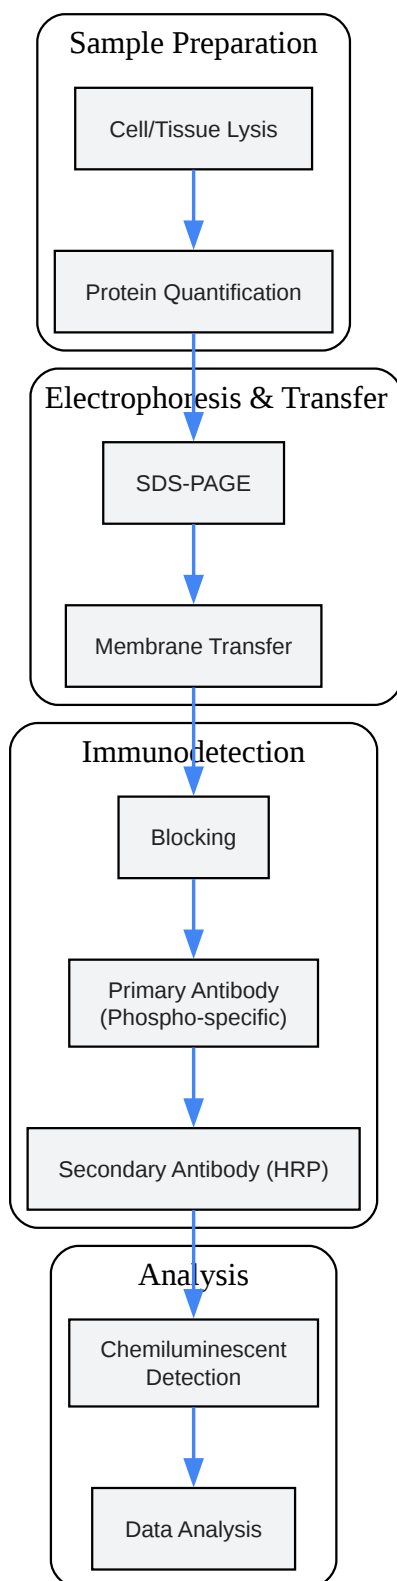 Sample Preparation
Cell/Tissue Lysis
Protein Quantification
Electrophoresis & Transfer
SDS-PAGE
Membrane Transfer
Immunodetection
Blocking
Primary Antibody
(Phospho-specific)
Secondary Antibody (HRP)
Analysis
Chemiluminescent
Detection
Data Analysis